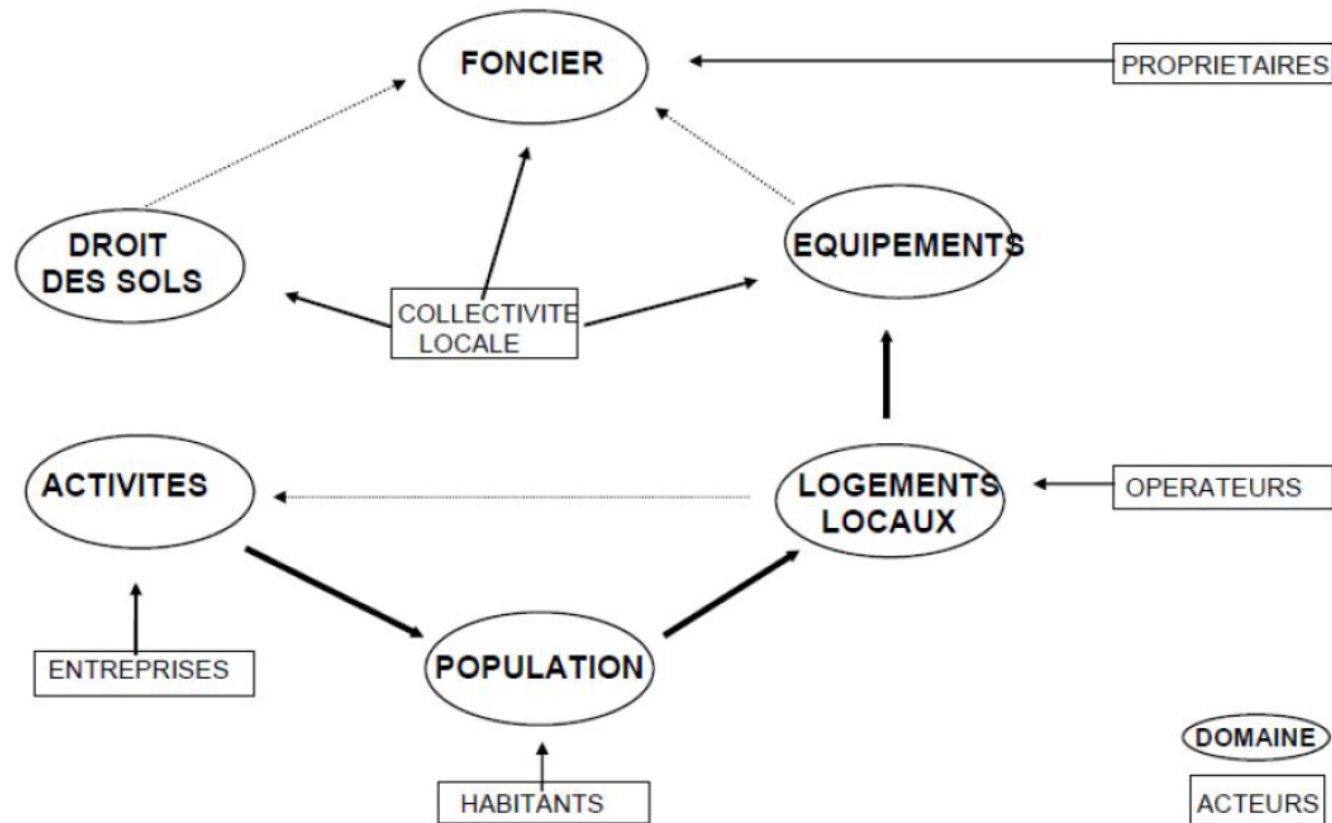 FONCIER
PROPRIETAIRES
DROIT
DES SOLS
EQUIPEMENTS
COLLECTIVITE
LOCALE
ACTIVITES
LOGEMENTS
LOCAUX
OPERATEURS
ENTREPRISES
POPULATION
HABITANTS
DOMAINE
ACTEURS